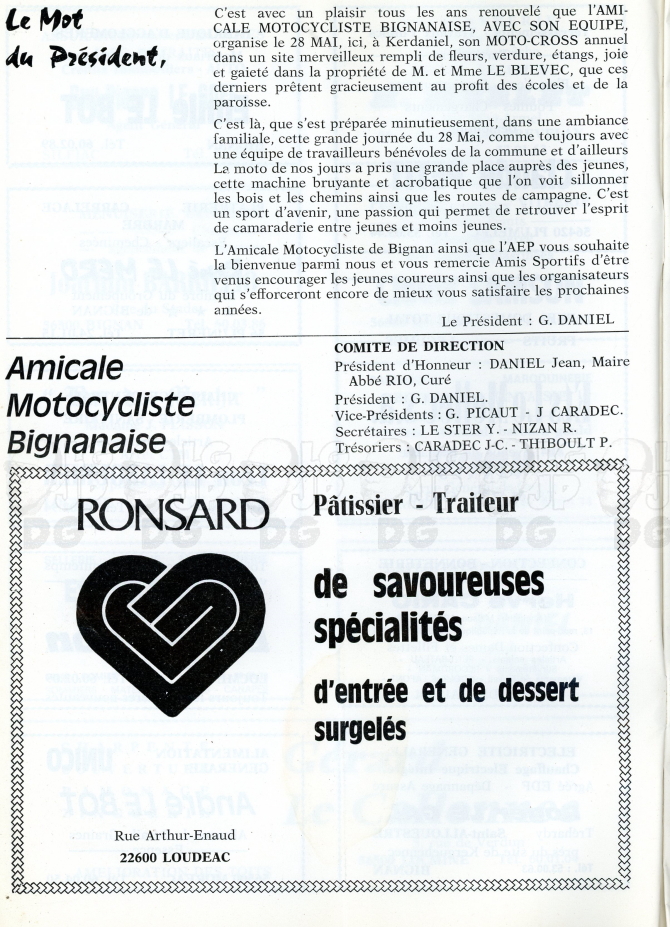 Le Mot
du Président,
C'est avec un plaisir tous les ans renouvelé que l'AMI-
CALE MOTOCYCLISTE BIGNANAISE, AVEC SON EQUIPE,
organise le 28 MAI, ici, à Kerdaniel, son MOTO-CROSS annuel
dans un site merveilleux rempli de fleurs, verdure, étangs, joie
et gaieté dans la propriété de M. et Mme LE BLEVEC, que ces
derniers prêtent gracieusement au profit des écoles et de la
paroisse.
C'est là, que s'est préparée minutieusement, dans une ambiance
familiale, cette grande journée du 28 Mai, comme toujours avec
une équipe de travailleurs bénévoles de la commune et d'ailleurs
La moto de nos jours a pris une grande place auprès des jeunes,
cette machine bruyante et acrobatique que l'on voit sillonner
les bois et les chemins ainsi que les routes de campagne. C'est
un sport d'avenir, une passion qui permet de retrouver l'esprit
de camaraderie entre jeunes et moins jeunes.
L'Amicale Motocycliste de Bignan ainsi que l'AEP vous souhaite
la bienvenue parmi nous et vous remercie Amis Sportifs d'être
venus encourager les jeunes coureurs ainsi que les organisateurs
qui s'efforceront encore de mieux vous satisfaire les prochaines
années.
Le Président : G. DANIEL
Amicale
Motocycliste
Bignanaise
COMITE DE DIRECTION
Président d'Honneur : DANIEL Jean, Maire
Abbé RIO, Curé
Président : G. DANIEL.
Vice-Présidents : G. PICAUT - J CARADEC.
Secrétaires : LE STER Y. - NIZAN R.
Trésoriers : CARADEC J-C. - THIBOULT P.
RONSARD
Pâtissier - Traiteur
de savoureuses
spécialités
d'entrée et de dessert
surgelés
Rue Arthur-Enaud
22600 LOUDEAC